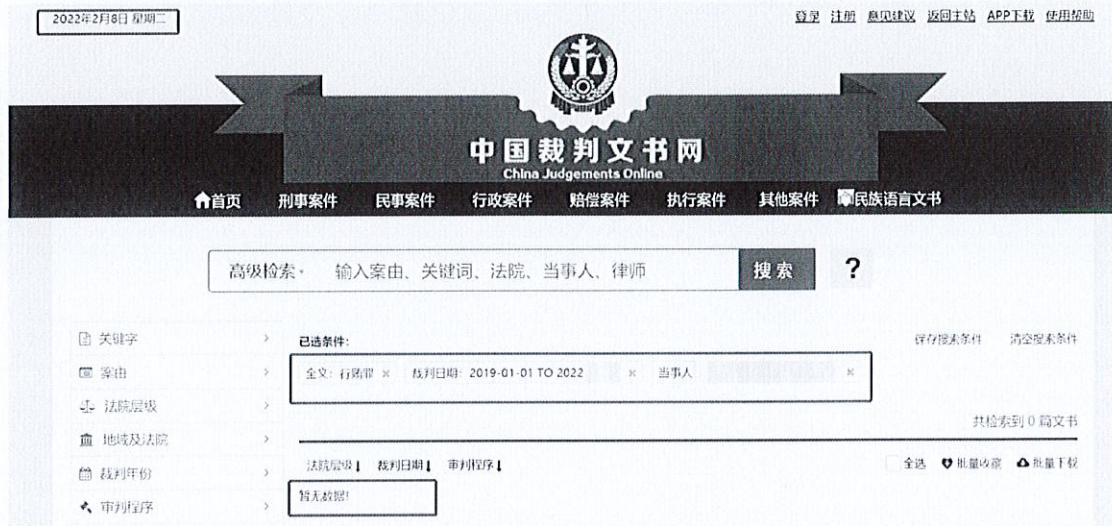 2022年2月8日 星期二
登录 注册 意见建议 返回主站 APP下载 使用帮助
中国裁判文书网
China Judgements Online
首页 刑事案件 民事案件 行政案件 赔偿案件 执行案件 其他案件 民族语言文书
高级检索 输入案由、关键词、法院、当事人、律师 搜索 ?
关键字
案由
法院层级
地域及法院
裁判年份
审判程序
已选条件:
保存搜索条件 清空搜索条件
全文: 行贿罪 × 裁判日期: 2019-01-01 TO 2022 × 当事人 ×
共检索到 0 篇文书
法院层级 裁判日期 审判程序
全选 批量收藏 批量下载
暂无数据!